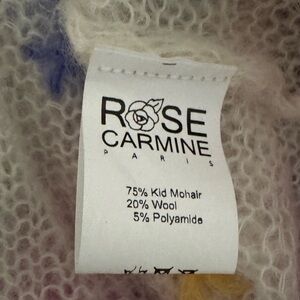 ROSE
CARMINE
PARIS
75% Kid Mohair
20% Wool
5% Polyamide